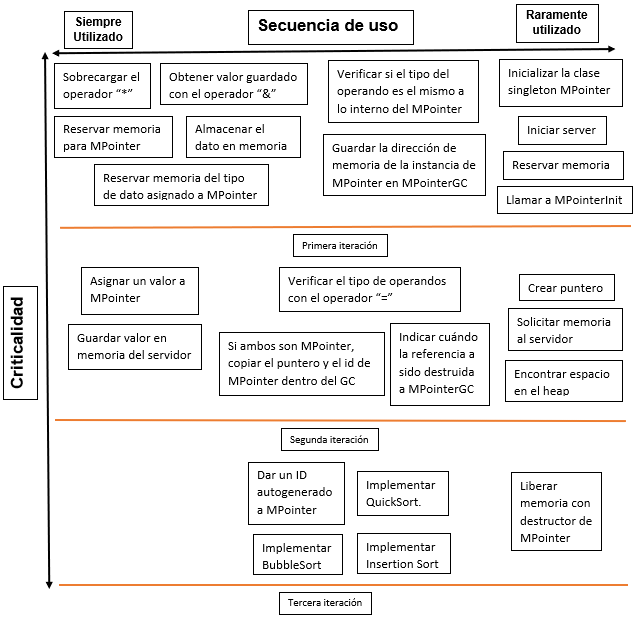 Siempre
Utilizado
Secuencia de uso
Raramente
utilizado
Sobrecargar el
operador “*”
Obtener valor guardado
con el operador “&”
Verificar si el tipo del
operando es el mismo a
lo interno del MPointer
Inicializar la clase
singleton MPointer
Reservar memoria
para MPointer
Almacenar el
dato en memoria
Iniciar server
Guardar la dirección de
memoria de la instancia de
MPointer en MPointerGC
Reservar memoria
Reservar memoria del tipo
de dato asignado a MPointer
Llamar a MPointerInit
Primera iteración
Criticalidad
Asignar un valor a
MPointer
Verificar el tipo de operandos
con el operador “=”
Crear puntero
Guardar valor en
memoria del servidor
Si ambos son MPointer,
copiar el puntero y el id de
MPointer dentro del GC
Indicar cuándo
la referencia a
sido destruida
a MPointerGC
Solicitar memoria
al servidor
Encontrar espacio
en el heap
Segunda iteración
Dar un ID
autogenerado
a MPointer
Implementar
QuickSort.
Liberar
memoria con
destructor de
MPointer
Implementar
BubbleSort
Implementar
Insertion Sort
Tercera iteración